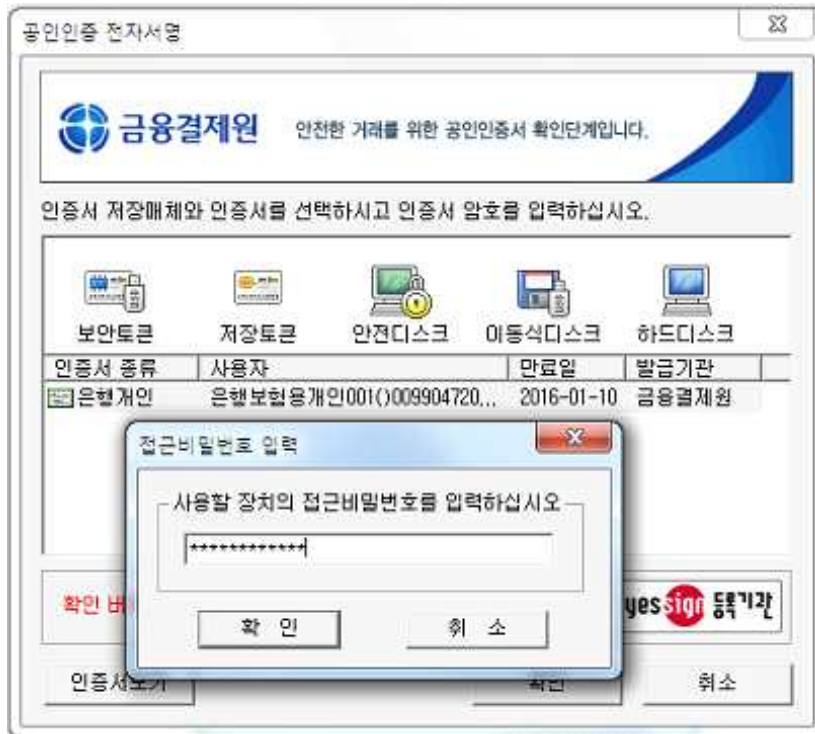 공인인증 전자서명
금융결제원 안전한 거래를 위한 공인인증서 확인단계입니다.
인증서 저장매체와 인증서를 선택하시고 인증서 암호를 입력하십시오.
보안토큰 저장토큰 안전디스크 이동식디스크 하드디스크
인증서 종류 사용자 만료일 발급기관
은행개인 은행보험용개인001()009904720... 2016-01-10 금융결제원
접근비밀번호 입력
사용할 장치의 접근비밀번호를 입력하십시오
************
확인 yessign 등록기관
확 인 취 소
인증서보기 확인 취소